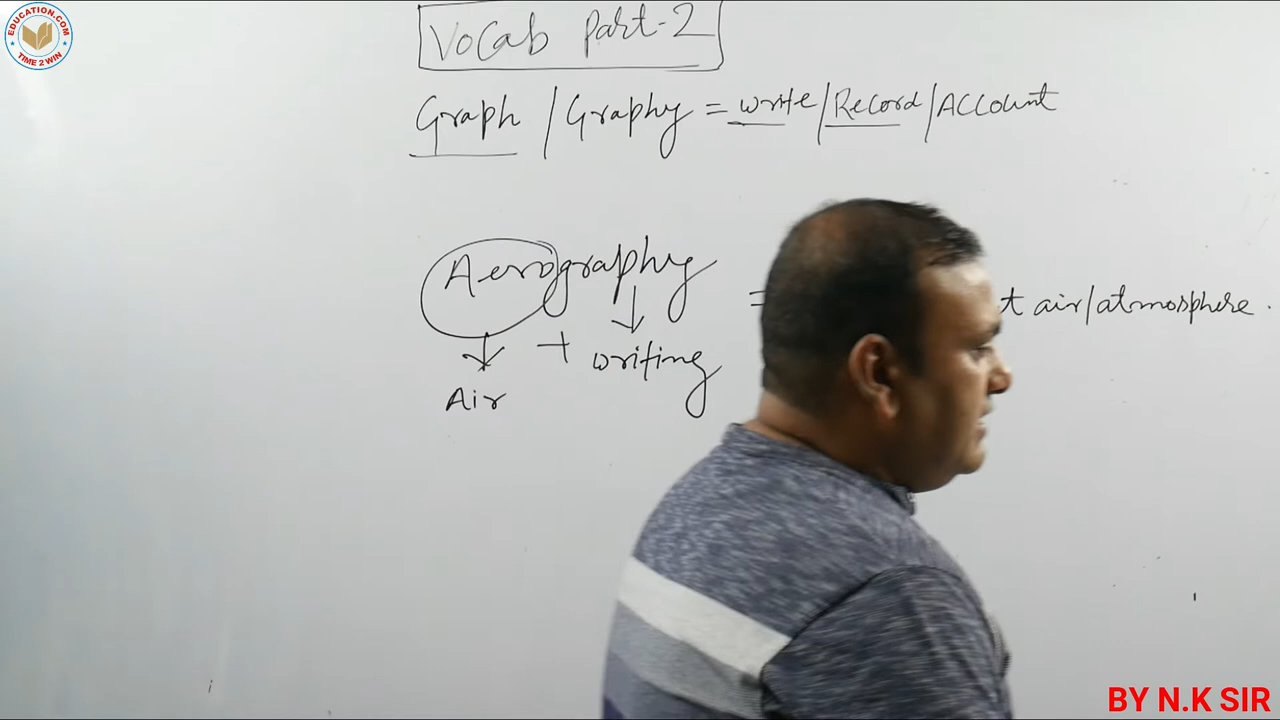 EDUCATION.COM
TIME 2 WIN
Vocab Part-2
Graph / Graphy = write / Record / Account
Aerography = air/atmosphere.
+ writing
Air
BY N.K SIR